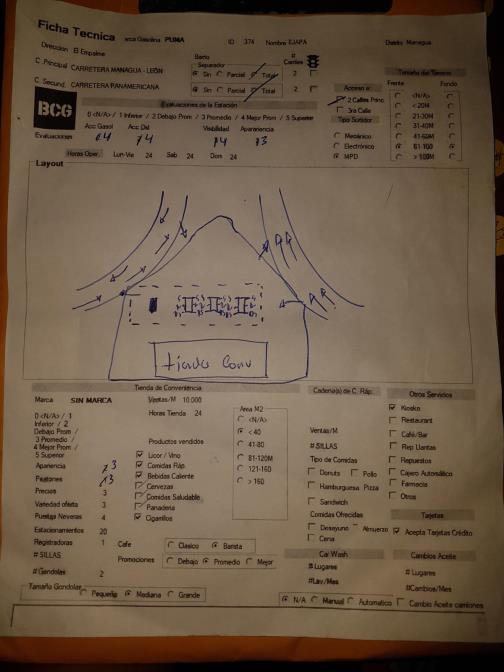 Ficha Tecnica
arca Gasolina PUMA ID 374 Nombre EJAPA Distrito Managua
Direccion El Empalme
C. Principal CARRETERA MANAGUA - LEÓN
C. Secund. CARRETERA PANAMERICANA
Barrio
Separador
Sin Parcial Total 2
Sin Parcial Total 2
# Carriles
Acceso a
2 Calles Princ
3ra Calle
Tipo Surtidor
Mecánico
Electrónico
MPD
Tamaño del Terreno
Frente Fondo
<N/A>
< 20M
21-30M
31-40M
41-60M
61-100
> 100M
BCG
Evaluaciones de la Estación
0 <N/A> / 1 Inferior / 2 Debajo Prom / 3 Promedio / 4 Mejor Prom / 5 Superior
Acc Gasol Acc Del Visibilidad Apariencia
Evaluaciones 4 4 4 3
Horas Oper. Lun-Vie 24 Sab 24 Dom 24
Layout
tienda Conv
Tienda de Conveniencia
Marca SIN MARCA Ventas/M 10.000
Horas Tienda 24
0 <N/A> / 1
Inferior / 2
Debajo Prom /
3 Promedio /
4 Mejor Prom /
5 Superior
Apariencia 3
3
Precios 3
Variedad oferta 3
Puertas Neveras 4
Estacionamientos 20
Registradoras 1
# SILLAS
# Gondolas 2
Tamaño Gondolas Pequeña Mediana Grande
Productos vendidos
Licor / Vino
Comidas Ráp.
Bebidas Caliente
Cervezas
Comidas Saludable
Panaderia
Cigarrillos
Cafe Clasico Barista
Promociones Debajo Promedio Mejor
Area M2
<N/A>
< 40
41-80
81-120M
121-160
> 160
Cadena(s) de C. Ráp.
Ventas/M
# SILLAS
Tipo de Comidas
Donuts Pollo
Hamburguesa Pizza
Sandwich
Comidas Ofrecidas
Desayuno Almuerzo
Cena
Car Wash
# Lugares
#Lav/Mes
N/A Manual Automatico
Otros Servicios
Kiosko
Restaurant
Café/Bar
Rep Llantas
Repuestos
Cajero Automático
Farmacia
Otros
Tarjetas
Acepta Tarjetas Crédito
Cambios Aceite
# Lugares
#Cambios/Mes
Cambio Aceite camiones